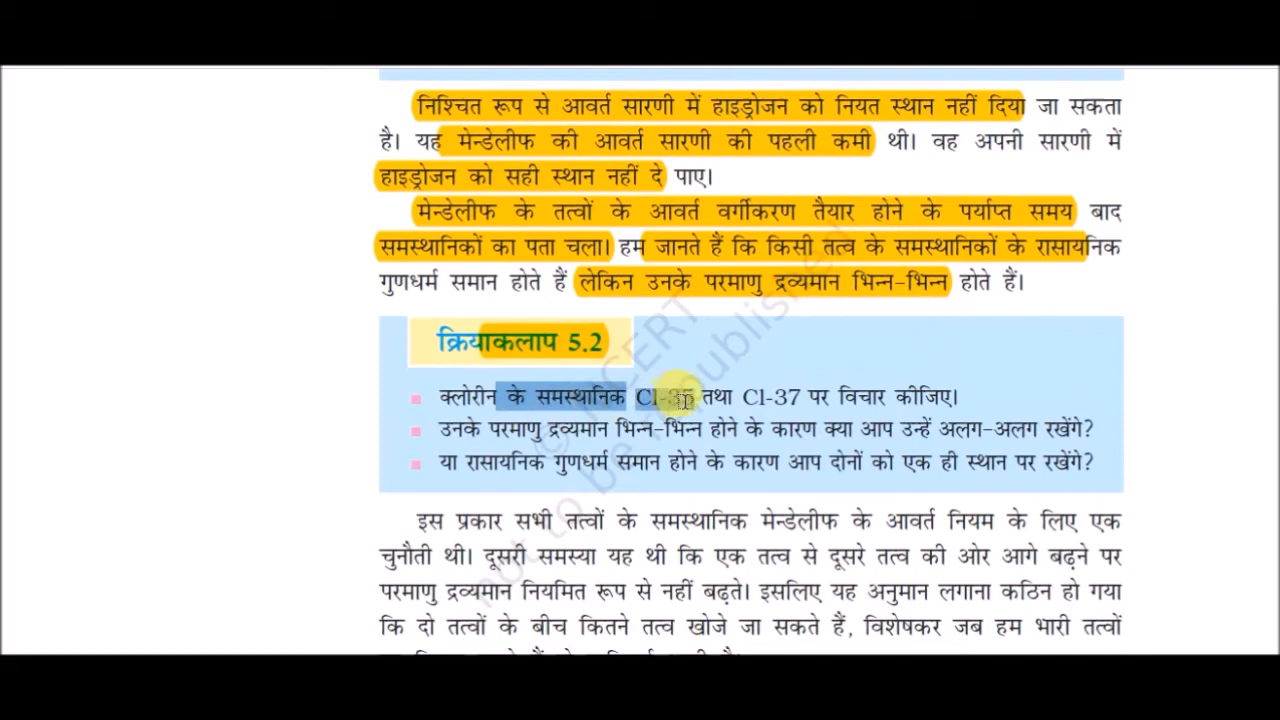 निश्चित रूप से आवर्त सारणी में हाइड्रोजन को नियत स्थान नहीं दिया जा सकता
है। यह मेन्डेलीफ की आवर्त सारणी की पहली कमी थी। वह अपनी सारणी में
हाइड्रोजन को सही स्थान नहीं दे पाए।
मेन्डेलीफ के तत्वों के आवर्त वर्गीकरण तैयार होने के पर्याप्त समय बाद
समस्थानिकों का पता चला। हम जानते हैं कि किसी तत्व के समस्थानिकों के रासायनिक
गुणधर्म समान होते हैं लेकिन उनके परमाणु द्रव्यमान भिन्न-भिन्न होते हैं।
क्रियाकलाप 5.2
क्लोरीन के समस्थानिक Cl-35 तथा Cl-37 पर विचार कीजिए।
उनके परमाणु द्रव्यमान भिन्न-भिन्न होने के कारण क्या आप उन्हें अलग-अलग रखेंगे?
या रासायनिक गुणधर्म समान होने के कारण आप दोनों को एक ही स्थान पर रखेंगे?
इस प्रकार सभी तत्वों के समस्थानिक मेन्डेलीफ के आवर्त नियम के लिए एक
चुनौती थी। दूसरी समस्या यह थी कि एक तत्व से दूसरे तत्व की ओर आगे बढ़ने पर
परमाणु द्रव्यमान नियमित रूप से नहीं बढ़ते। इसलिए यह अनुमान लगाना कठिन हो गया
कि दो तत्वों के बीच कितने तत्व खोजे जा सकते हैं, विशेषकर जब हम भारी तत्वों
© NCERT
not to be republished